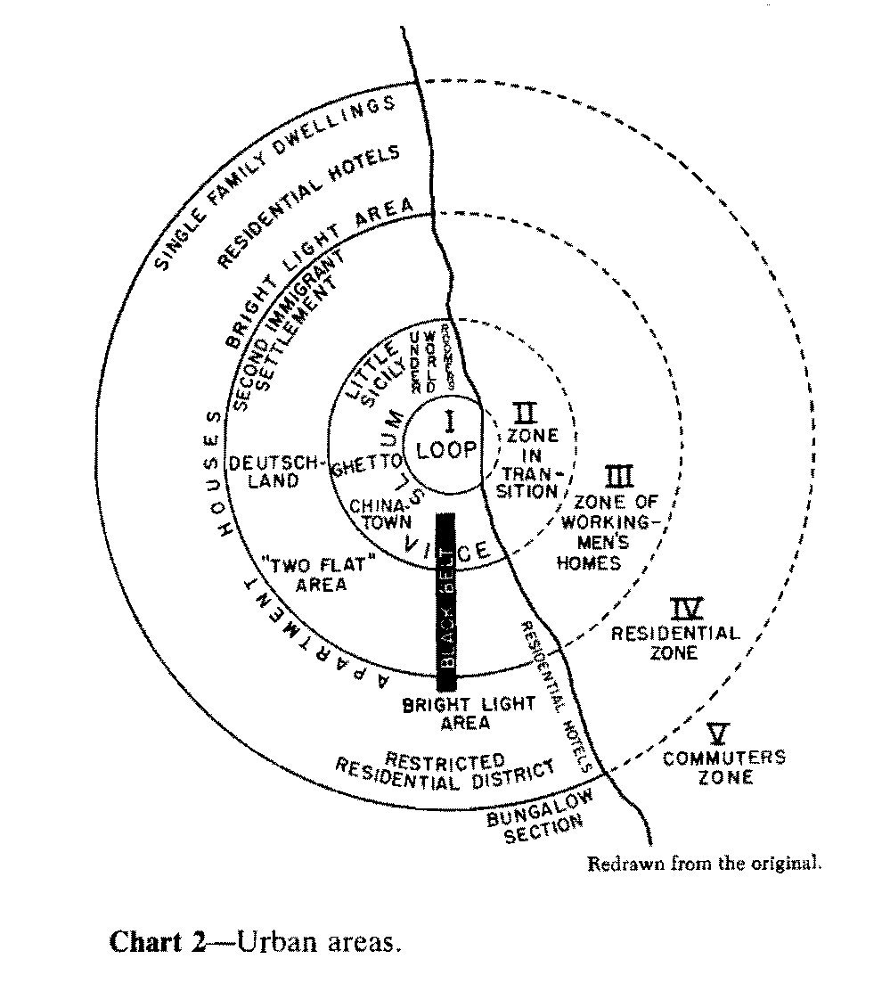 SINGLE FAMILY DWELLINGS
RESIDENTIAL HOTELS
BRIGHT LIGHT AREA
SECOND IMMIGRANT
SETTLEMENT
LITTLE
SICILY
UNDER
WORLD
ROOMERS
I
LOOP
SLUM
GHETTO
DEUTSCH-
LAND
CHINA-
TOWN
VICE
"TWO FLAT"
AREA
APARTMENT HOUSES
BLACK BELT
BRIGHT LIGHT
AREA
RESIDENTIAL HOTELS
RESTRICTED
RESIDENTIAL DISTRICT
BUNGALOW
SECTION
II
ZONE
IN
TRAN-
SITION
III
ZONE OF
WORKING-
MEN'S
HOMES
IV
RESIDENTIAL
ZONE
V
COMMUTERS
ZONE
Redrawn from the original.
Chart 2—Urban areas.